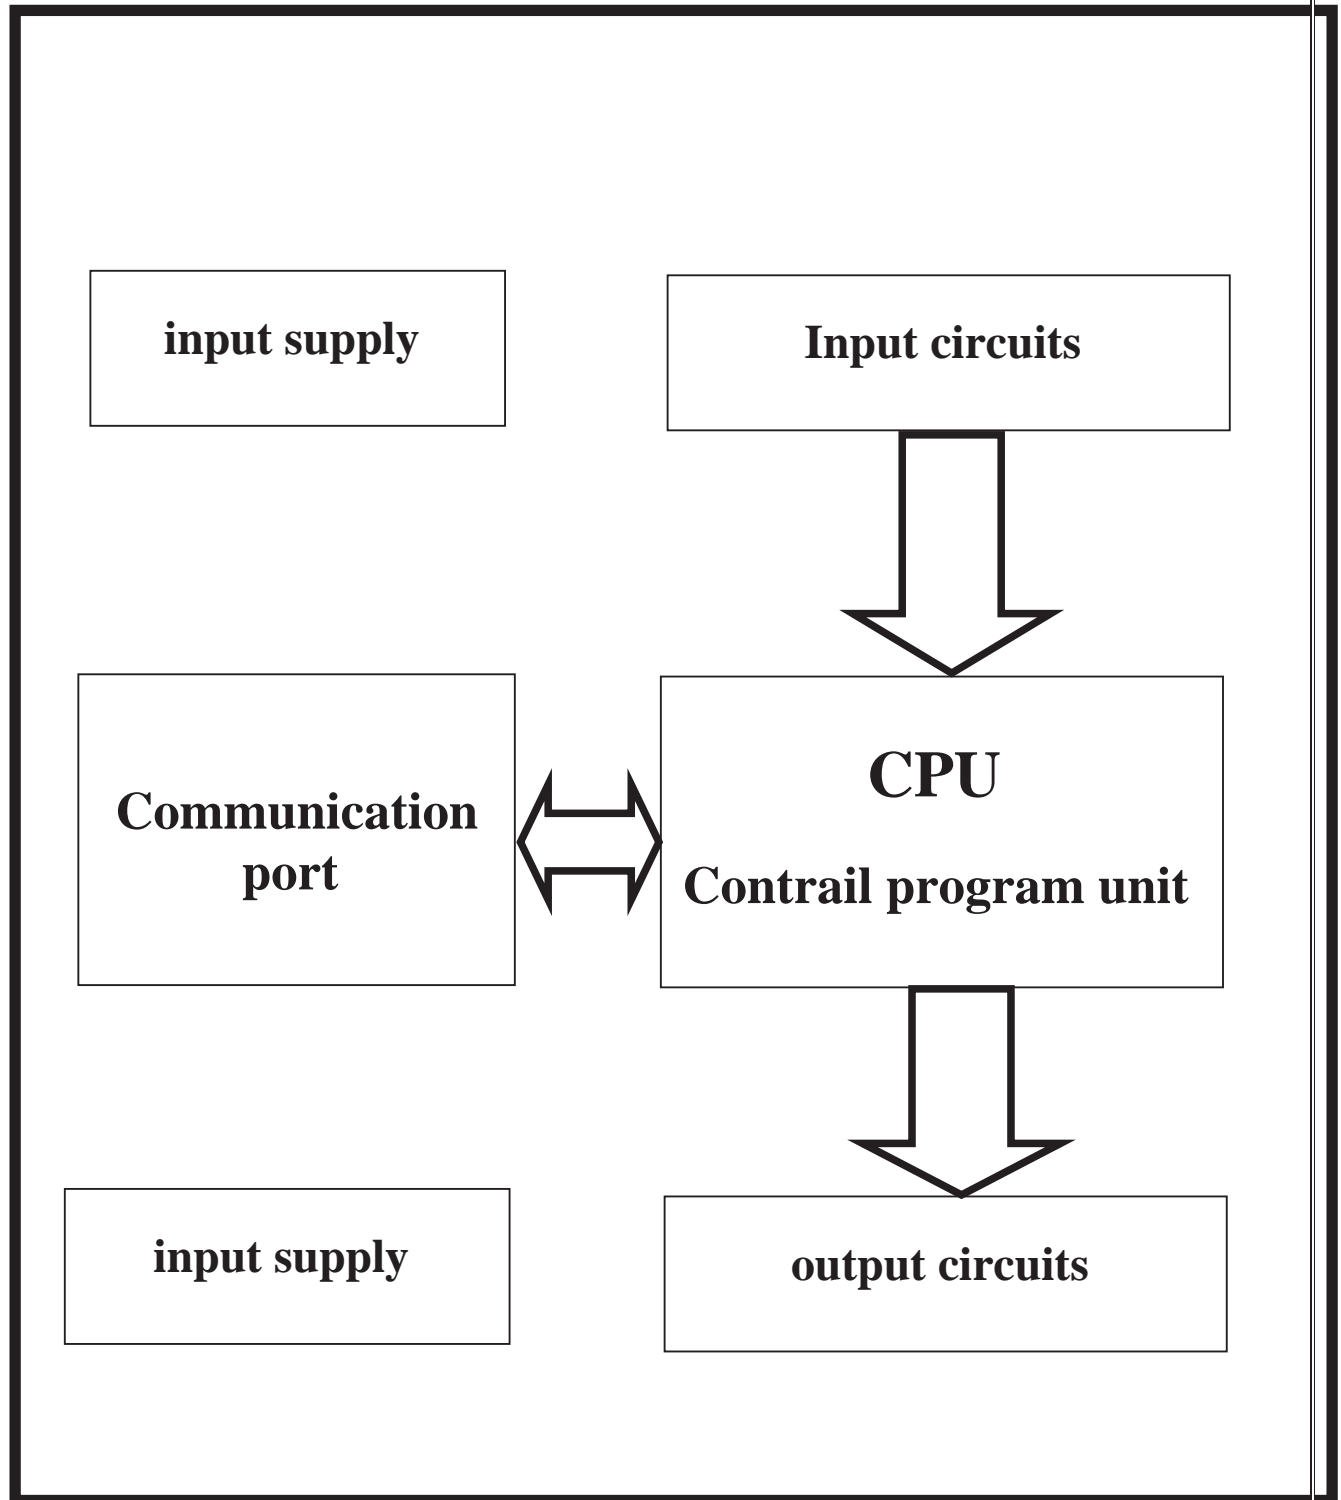 input supply
Input circuits
Communication
port
CPU
Contrail program unit
input supply
output circuits